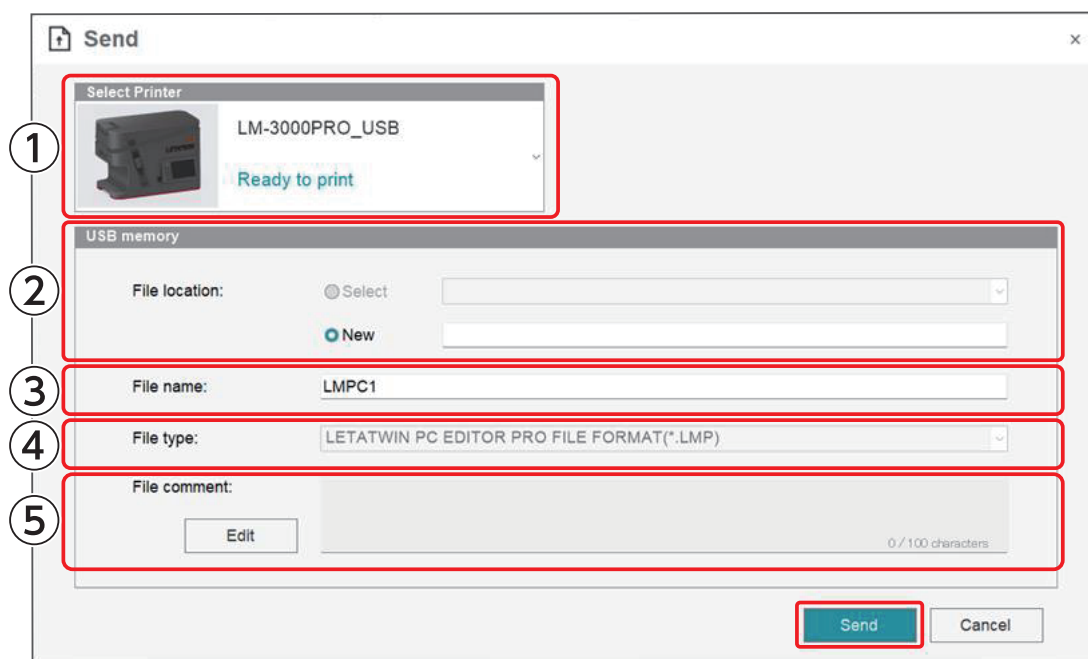 Send
×
Select Printer
① LM-3000PRO_USB
LETATWIN
Ready to print
USB memory
② File location: Select
New
③ File name: LMPC1
④ File type: LETATWIN PC EDITOR PRO FILE FORMAT(*.LMP)
File comment:
⑤ Edit
0 / 100 characters
Send Cancel